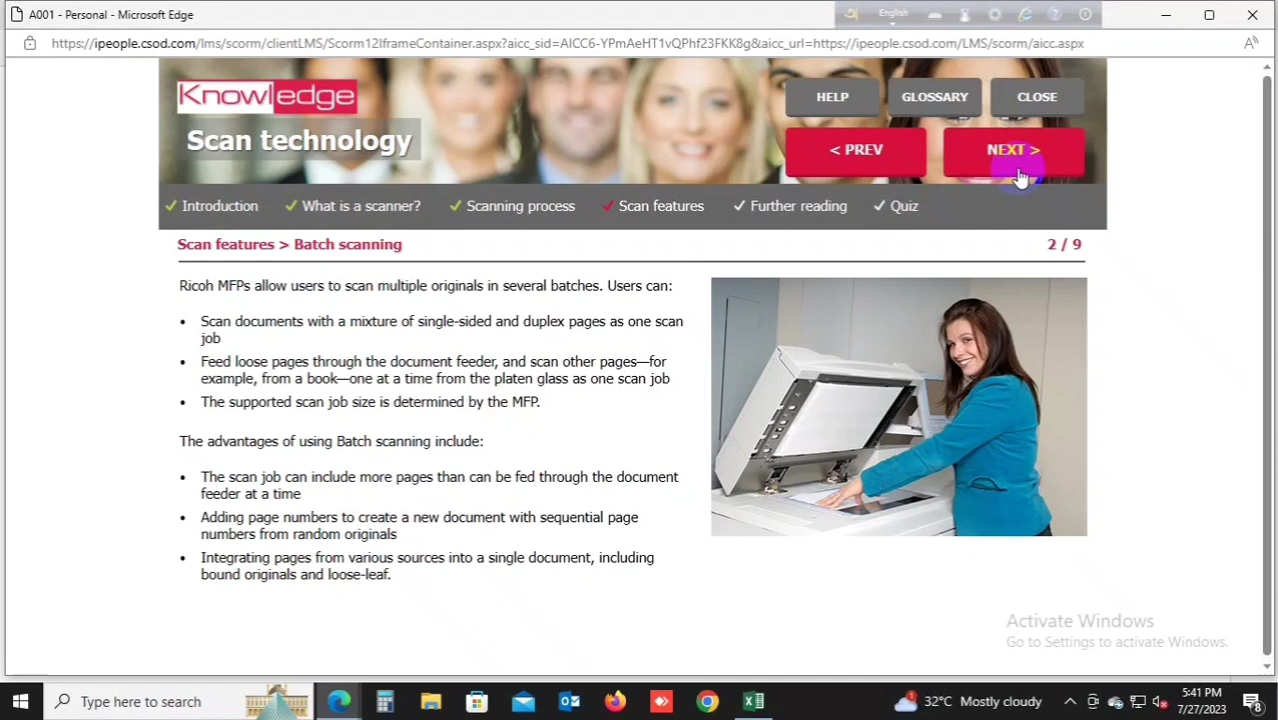 A001 - Personal - Microsoft Edge
English
https://ipeople.csod.com/lms/scorm/clientLMS/Scorm12IframeContainer.aspx?aicc_sid=AICC6-YPmAeHT1vQPhf23FKK8g&aicc_url=https://ipeople.csod.com/LMS/scorm/aicc.aspx
Knowledge
HELP
GLOSSARY
CLOSE
Scan technology
< PREV
NEXT >
Introduction
What is a scanner?
Scanning process
Scan features
Further reading
Quiz
Scan features > Batch scanning
2 / 9
Ricoh MFPs allow users to scan multiple originals in several batches. Users can:
• Scan documents with a mixture of single-sided and duplex pages as one scan
job
• Feed loose pages through the document feeder, and scan other pages—for
example, from a book—one at a time from the platen glass as one scan job
• The supported scan job size is determined by the MFP.
The advantages of using Batch scanning include:
• The scan job can include more pages than can be fed through the document
feeder at a time
• Adding page numbers to create a new document with sequential page
numbers from random originals
• Integrating pages from various sources into a single document, including
bound originals and loose-leaf.
Activate Windows
Go to Settings to activate Windows.
Type here to search
1
32°C Mostly cloudy
5:41 PM
7/27/2023
8